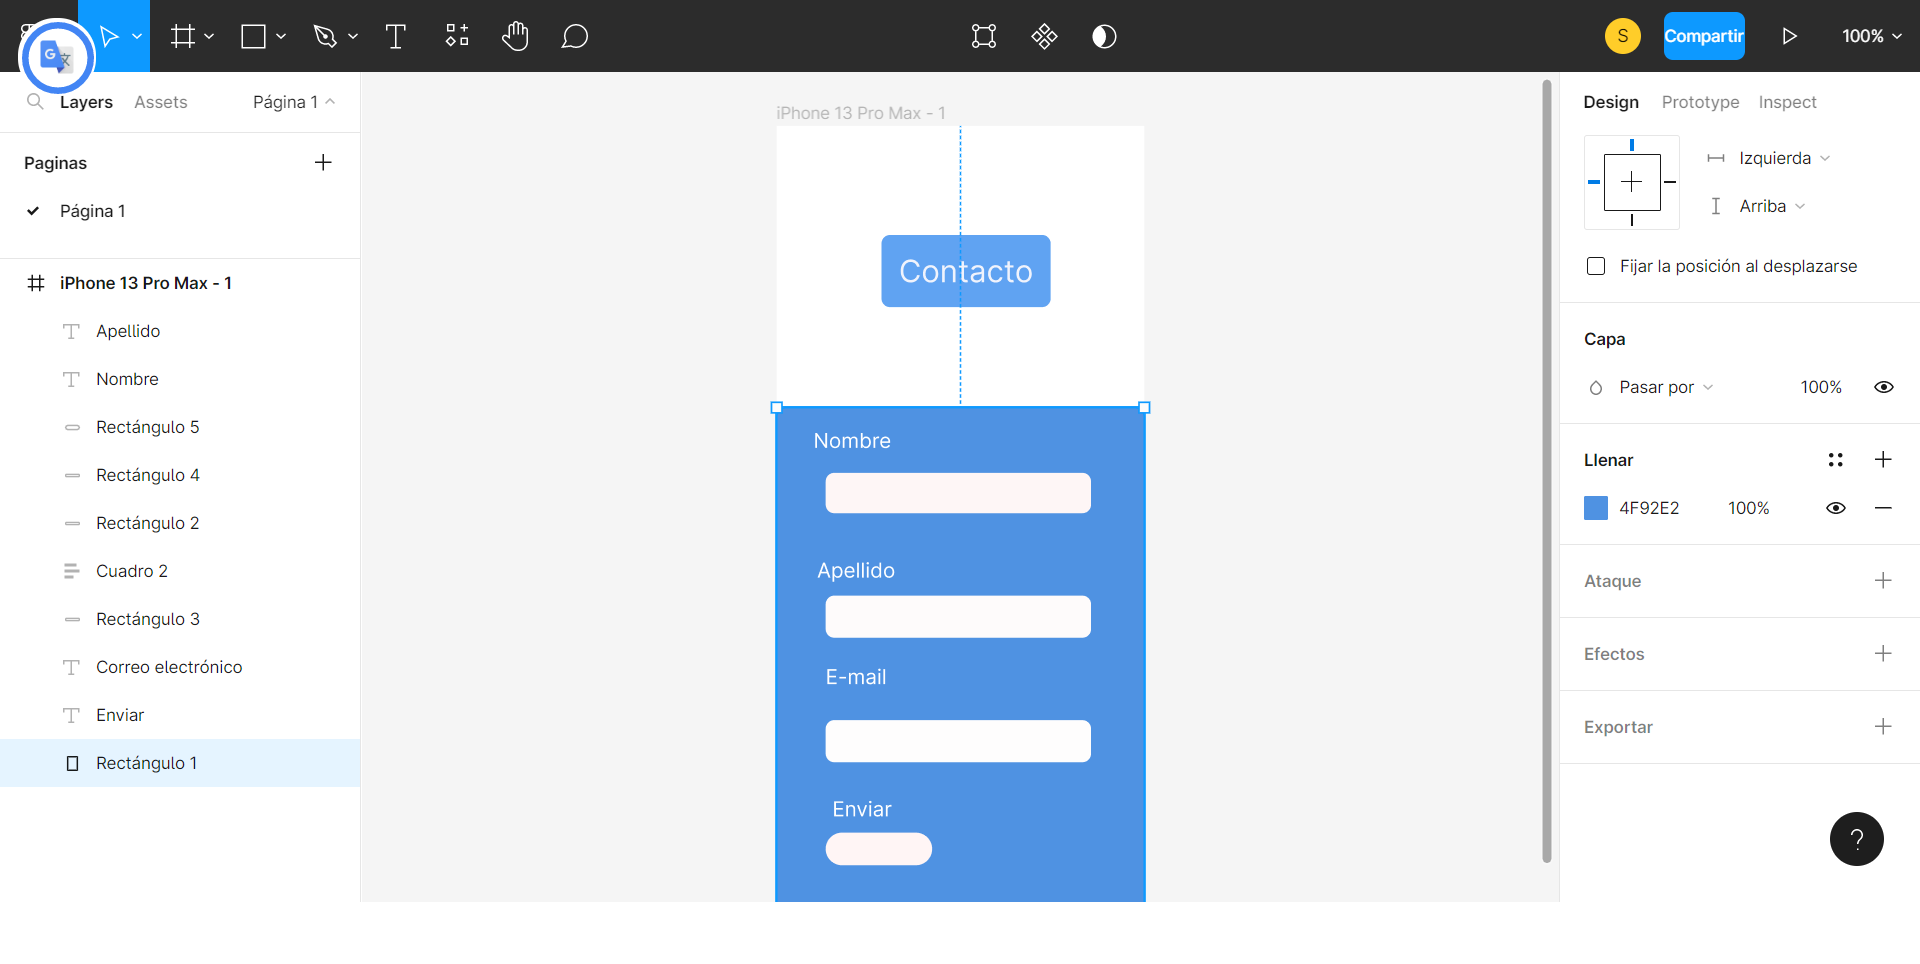 S
Compartir
100%
Layers
Assets
Página 1
Paginas
Página 1
iPhone 13 Pro Max - 1
Apellido
Nombre
Rectángulo 5
Rectángulo 4
Rectángulo 2
Cuadro 2
Rectángulo 3
Correo electrónico
Enviar
Rectángulo 1
iPhone 13 Pro Max - 1
Contacto
Nombre
Apellido
E-mail
Enviar
Design
Prototype
Inspect
Izquierda
Arriba
Fijar la posición al desplazarse
Capa
Pasar por
100%
Llenar
4F92E2
100%
Ataque
Efectos
Exportar
?